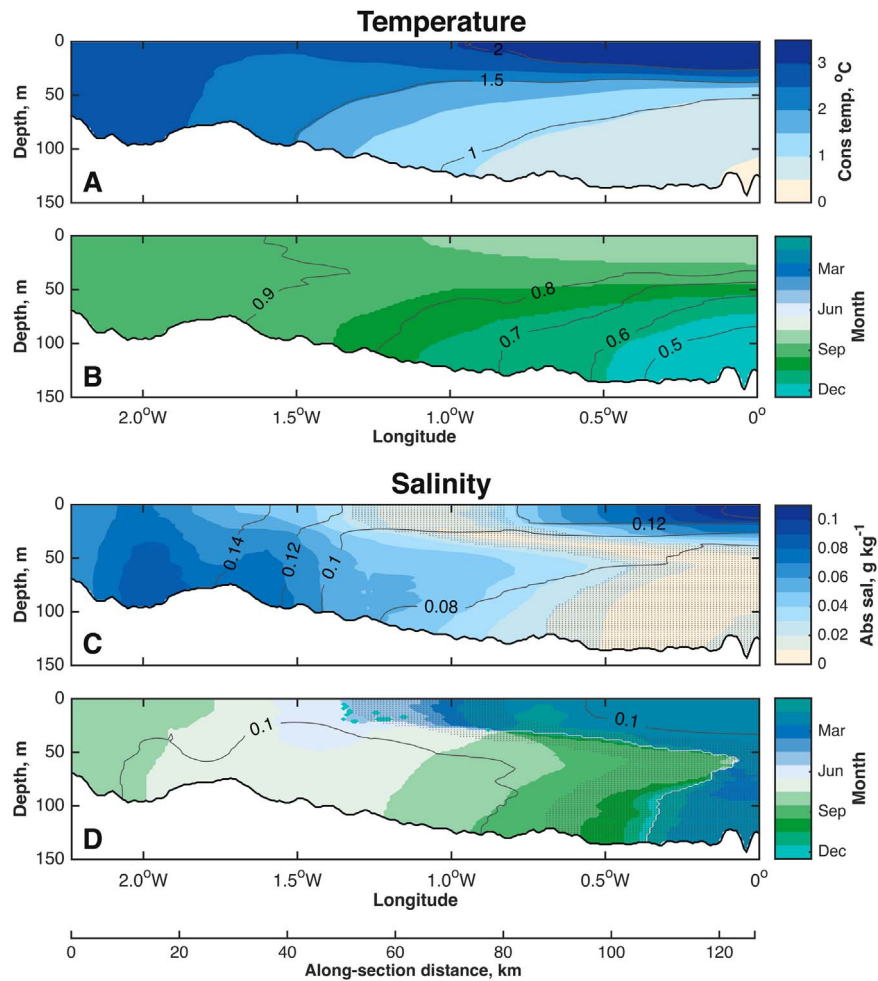 Temperature
0
50
100
150
Depth, m
A
2
1.5
1
3
2
1
0
Cons temp, °C
0
50
100
150
Depth, m
B
0.9
0.8
0.7
0.6
0.5
Mar
Jun
Sep
Dec
Month
2.0°W
1.5°W
1.0°W
0.5°W
0°
Longitude
Salinity
0
50
100
150
Depth, m
C
0.14
0.12
0.1
0.08
0.12
0.1
0.08
0.06
0.04
0.02
0
Abs sal, g kg-1
0
50
100
150
Depth, m
D
0.1
0.1
Mar
Jun
Sep
Dec
Month
2.0°W
1.5°W
1.0°W
0.5°W
0°
Longitude
0
20
40
60
80
100
120
Along-section distance, km